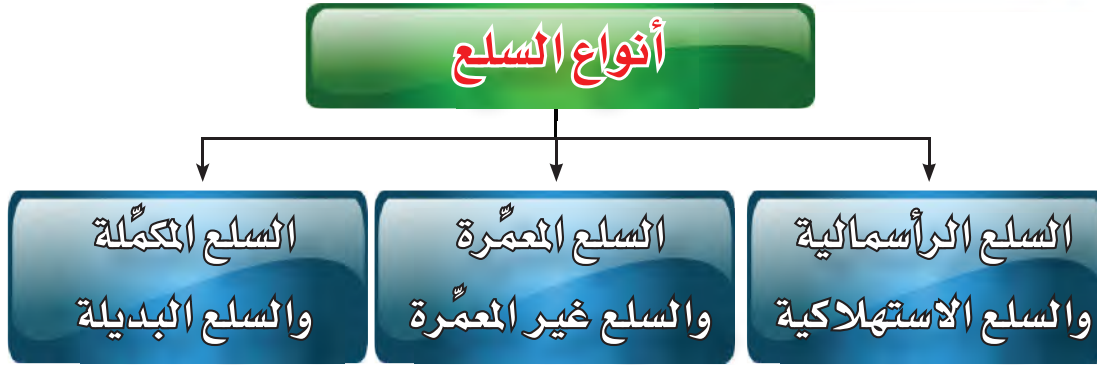 أنواع السلع
السلع الرأسمالية
والسلع الاستهلاكية
السلع المعمَّرة
والسلع غير المعمَّرة
السلع المكمَّلة
والسلع البديلة